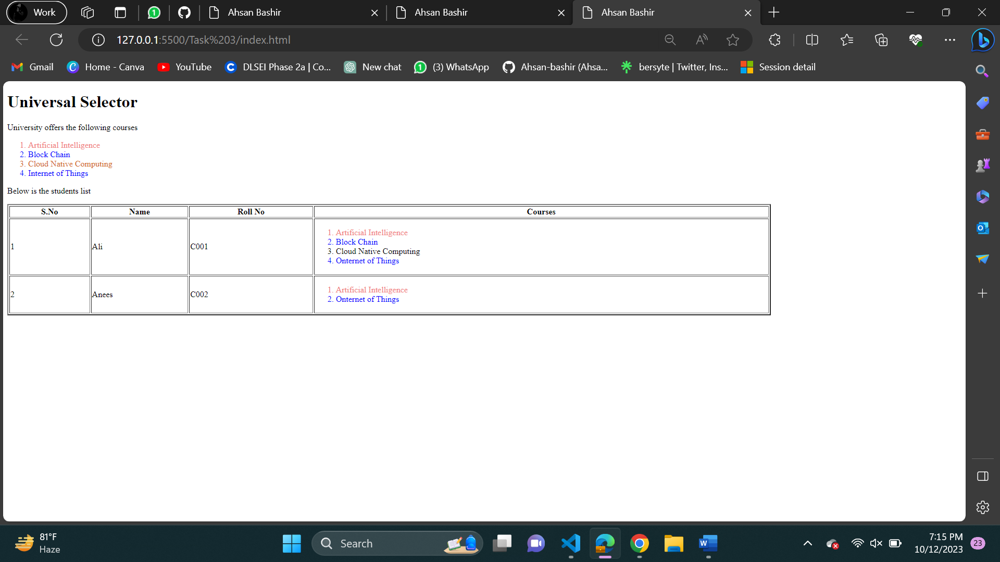 Work
1
Ahsan Bashir
Ahsan Bashir
Ahsan Bashir
127.0.0.1:5500/Task%203/index.html
Gmail
Home - Canva
YouTube
DLSEI Phase 2a | Co...
New chat
1
(3) WhatsApp
Ahsan-bashir (Ahsa...
bersyte | Twitter, Ins...
Session detail
Universal Selector
University offers the following courses
1. Artificial Intelligence
2. Block Chain
3. Cloud Native Computing
4. Internet of Things
Below is the students list
S.No Name Roll No Courses
1 Ali C001
1. Artificial Intelligence
2. Block Chain
3. Cloud Native Computing
4. Onternet of Things
2 Anees C002
1. Artificial Intelligence
2. Onternet of Things
81°F
Haze
Search
7:15 PM
10/12/2023
23